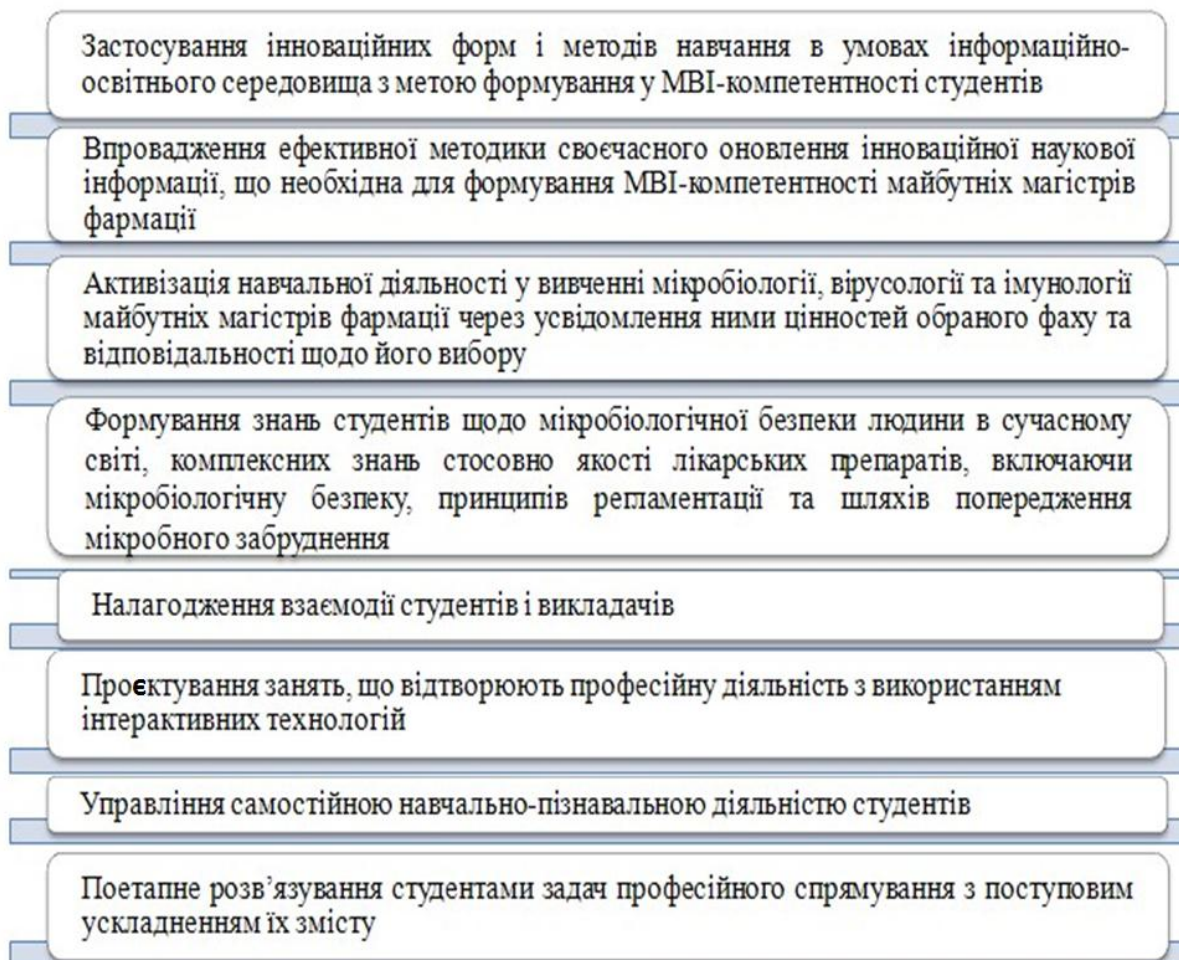 Застосування інноваційних форм і методів навчання в умовах інформаційно-
освітнього середовища з метою формування у МВІ-компетентності студентів
Впровадження ефективної методики своєчасного оновлення інноваційної наукової
інформації, що необхідна для формування МВІ-компетентності майбутніх магістрів
фармації
Активізація навчальної діяльності у вивченні мікробіології, вірусології та імунології
майбутніх магістрів фармації через усвідомлення ними цінностей обраного фаху та
відповідальності щодо його вибору
Формування знань студентів щодо мікробіологічної безпеки людини в сучасному
світі, комплексних знань стосовно якості лікарських препаратів, включаючи
мікробіологічну безпеку, принципів регламентації та шляхів попередження
мікробного забруднення
Налагодження взаємодії студентів і викладачів
Проєктування занять, що відтворюють професійну діяльність з використанням
інтерактивних технологій
Управління самостійною навчально-пізнавальною діяльністю студентів
Поетапне розв’язування студентами задач професійного спрямування з поступовим
ускладненням їх змісту